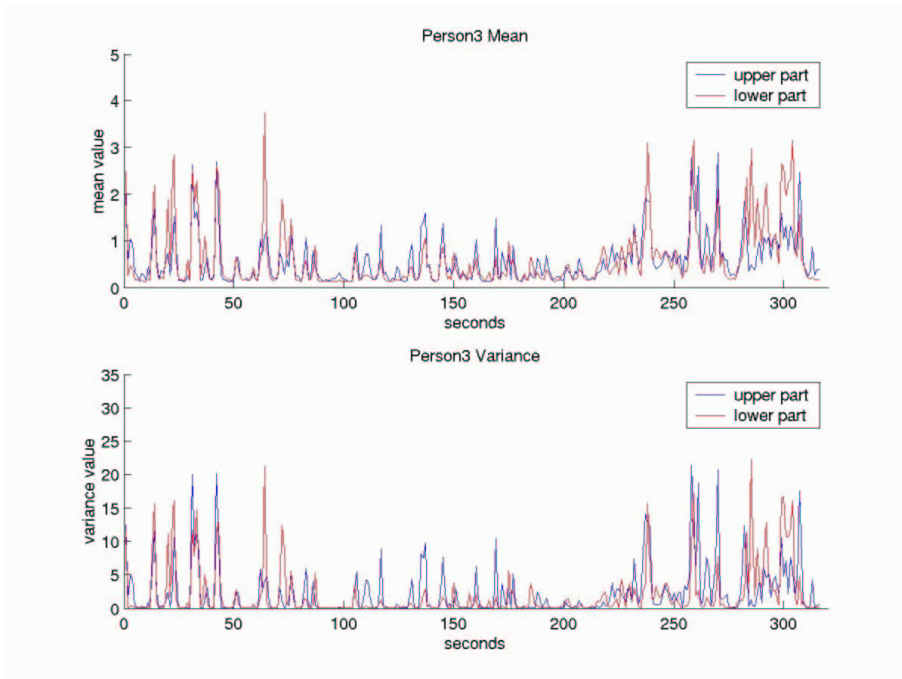 Person3 Mean
5
4
3
2
1
0
mean value
upper part
lower part
0 50 100 150 200 250 300
seconds
Person3 Variance
35
30
25
20
15
10
5
0
variance value
upper part
lower part
0 50 100 150 200 250 300
seconds